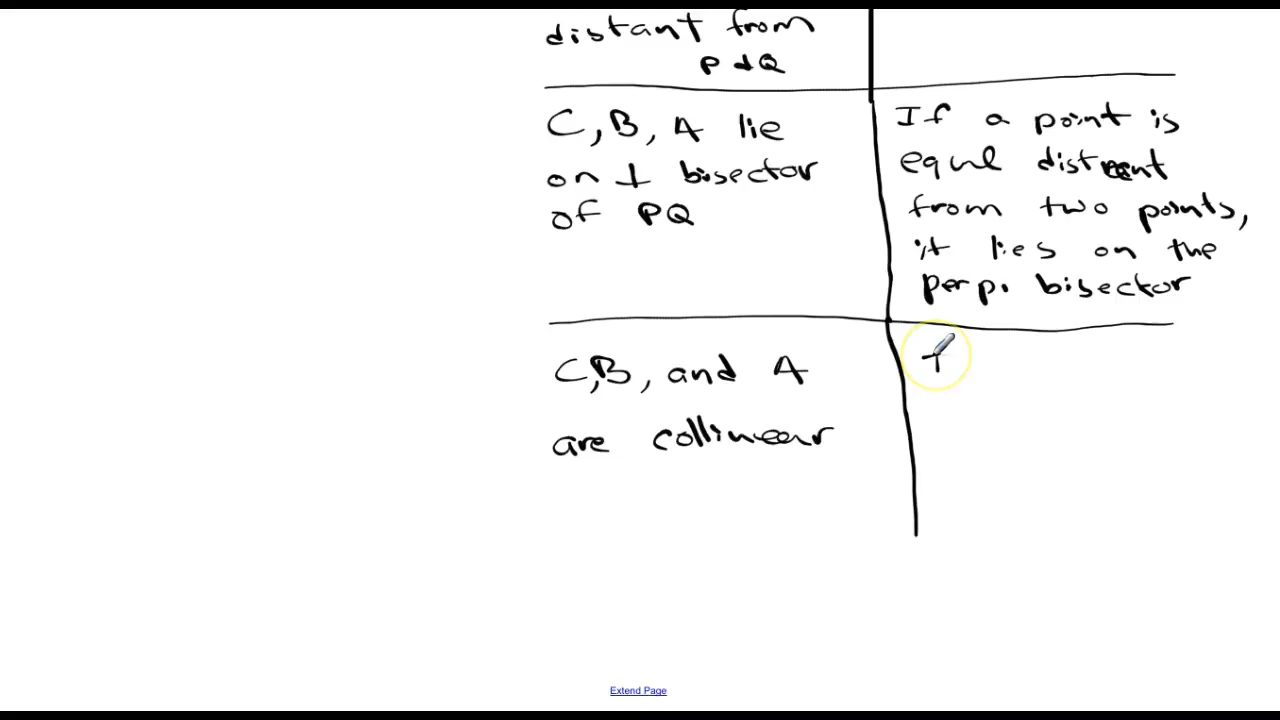 distant from
P & Q
C, B, A lie
on ⊥ bisector
of PQ
If a point is
equl distant
from two points,
it lies on the
perp. bisector
C, B, and A
are collinear
T
Extend Page